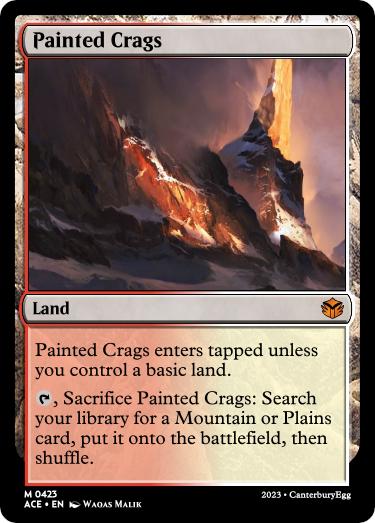 Painted Crags
Land
Painted Crags enters tapped unless
you control a basic land.
, Sacrifice Painted Crags: Search
your library for a Mountain or Plains
card, put it onto the battlefield, then
shuffle.
M 0423
ACE • EN Waqas Malik
2023 • CanterburyEgg